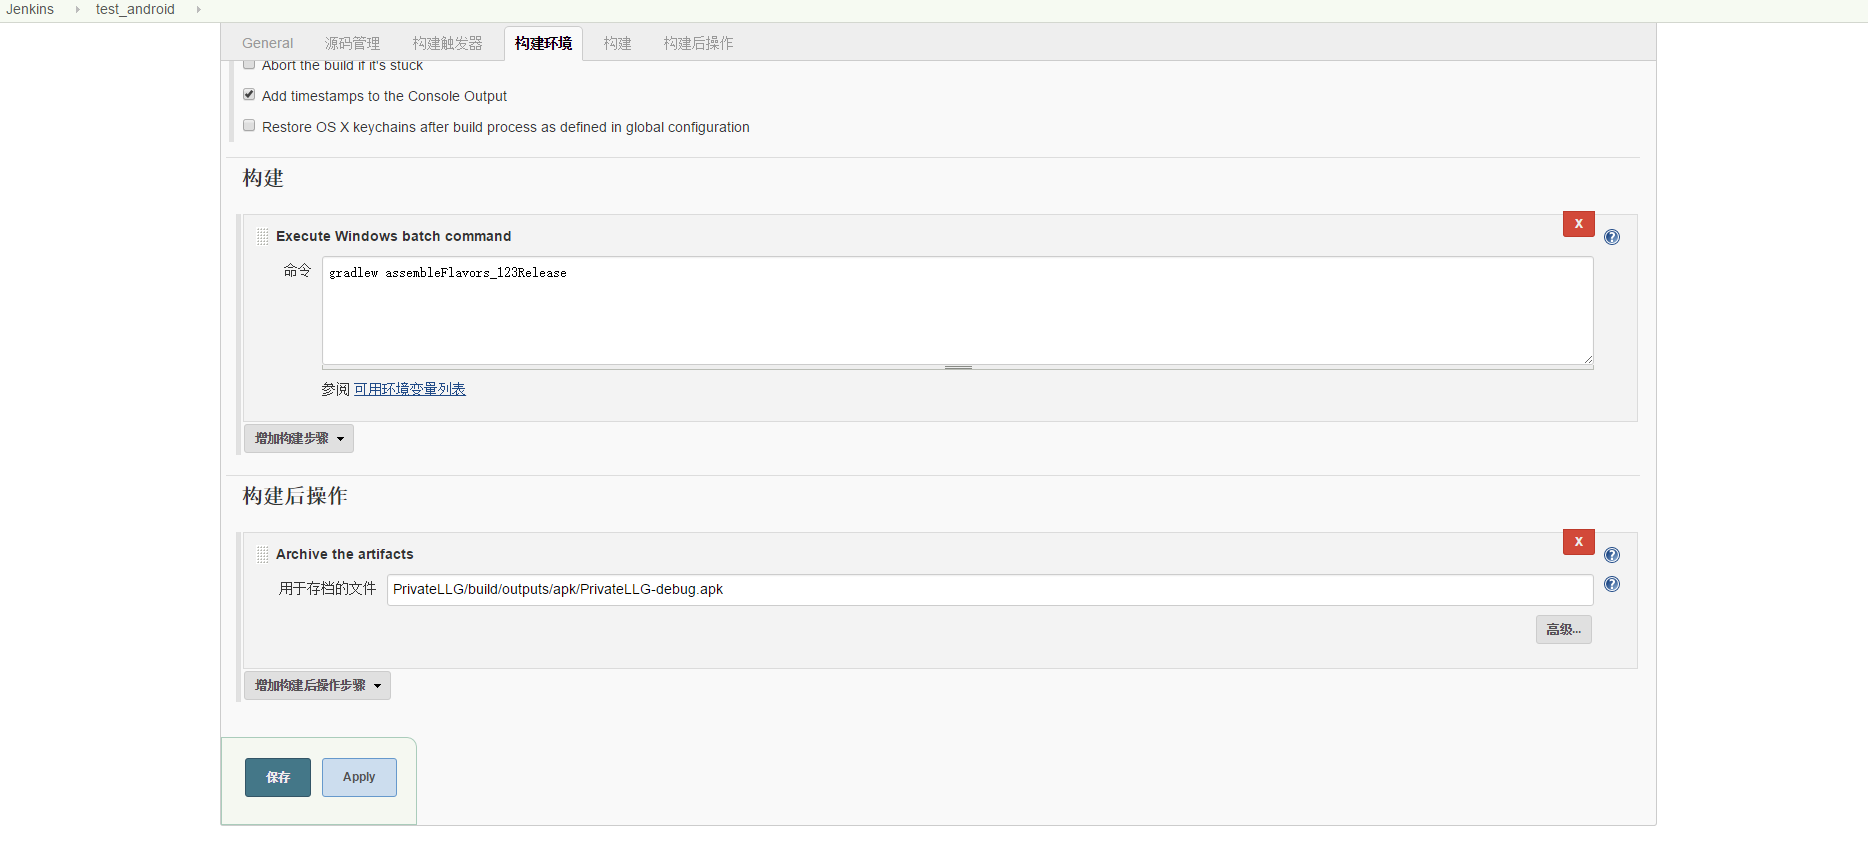 Jenkins test_android
General 源码管理 构建触发器 构建环境 构建 构建后操作
Abort the build if it's stuck
Add timestamps to the Console Output
Restore OS X keychains after build process as defined in global configuration
构建
X
Execute Windows batch command
命令 gradlew assembleFlavors_123Release
参阅 可用环境变量列表
增加构建步骤
构建后操作
X
Archive the artifacts
用于存档的文件 PrivateLLG/build/outputs/apk/PrivateLLG-debug.apk
高级...
增加构建后操作步骤
保存 Apply